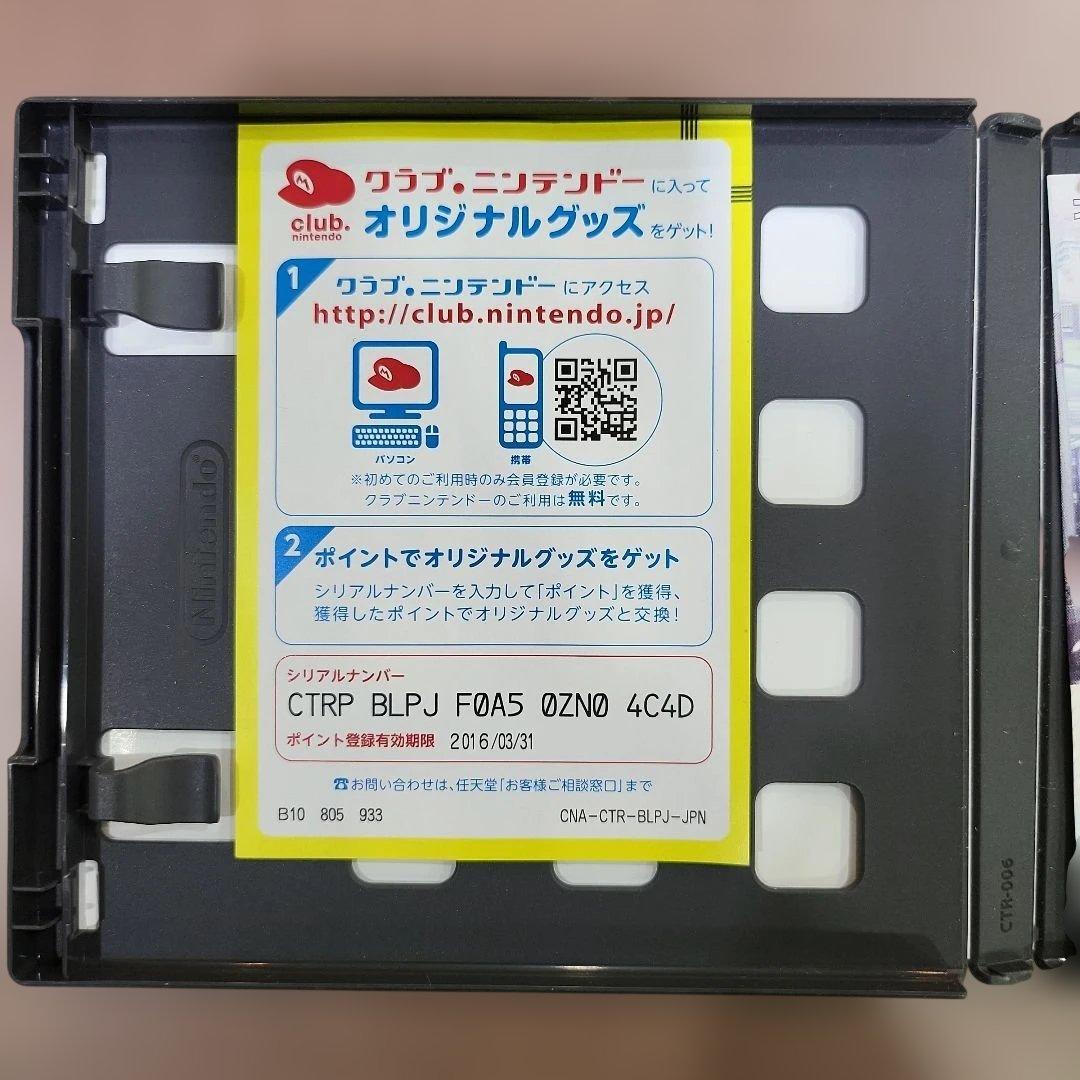 クラブ・ニンテンドーに入って
club.
nintendo
オリジナルグッズをゲット!
1
クラブ・ニンテンドーにアクセス
http://club.nintendo.jp/
パソコン
携帯
※初めてのご利用時のみ会員登録が必要です。
クラブニンテンドーのご利用は無料です。
2
ポイントでオリジナルグッズをゲット
シリアルナンバーを入力して「ポイント」を獲得、
獲得したポイントでオリジナルグッズと交換!
シリアルナンバー
CTRP BLPJ F0A5 0ZN0 4C4D
ポイント登録有効期限 2016/03/31
☎お問い合わせは、任天堂「お客様ご相談窓口」まで
B10 805 933
CNA-CTR-BLPJ-JPN
Nintendo®
CTR-006